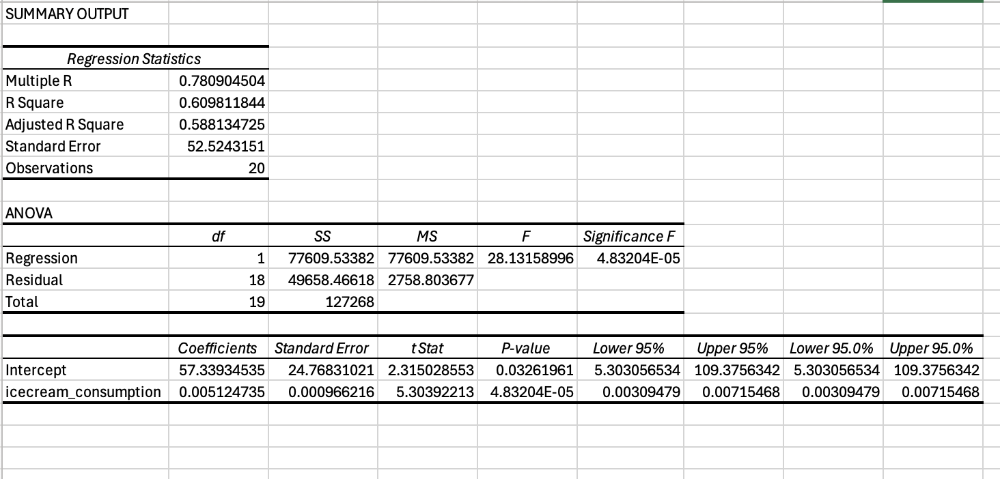 SUMMARY OUTPUT
Regression Statistics
Multiple R 0.780904504
R Square 0.609811844
Adjusted R Square 0.588134725
Standard Error 52.5243151
Observations 20
ANOVA
df SS MS F Significance F
Regression 1 77609.53382 77609.53382 28.13158996 4.83204E-05
Residual 18 49658.46618 2758.803677
Total 19 127268
Coefficients Standard Error t Stat P-value Lower 95% Upper 95% Lower 95.0% Upper 95.0%
Intercept 57.33934535 24.76831021 2.315028553 0.03261961 5.303056534 109.3756342 5.303056534 109.3756342
icecream_consumption 0.005124735 0.000966216 5.30392213 4.83204E-05 0.00309479 0.00715468 0.00309479 0.00715468